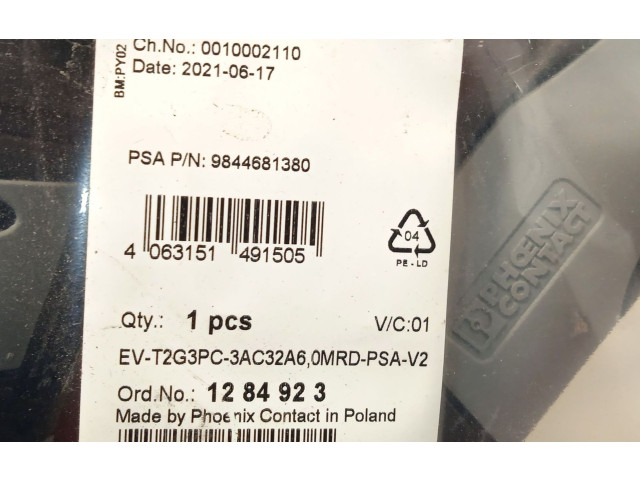 BM:PY02
Ch.No.: 0010002110
Date: 2021-06-17
PSA P/N: 9844681380
4 063151 491505
04
PE-LD
Qty.: 1 pcs
V/C:01
EV-T2G3PC-3AC32A6,0MRD-PSA-V2
Ord.No.: 12 84 92 3
Made by Phoenix Contact in Poland
PHŒNIX
CONTACT